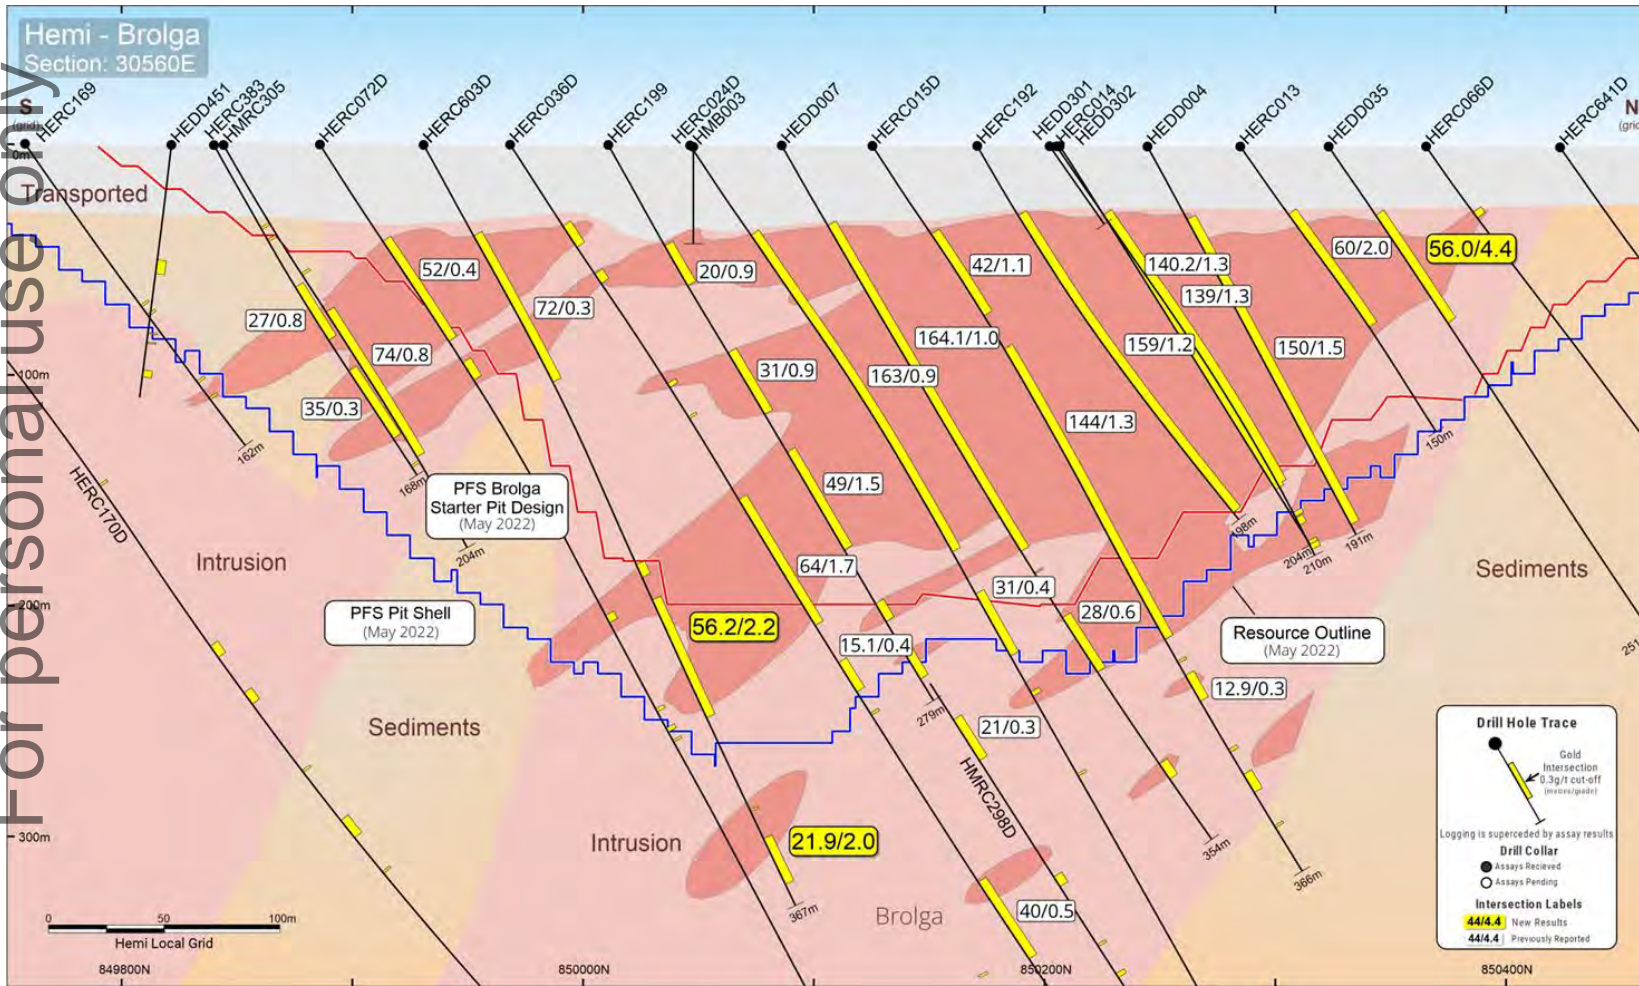 Hemi - Brolga
Section: 30560E
For personal use only
S
(grid)
N
HERC169
HEDD451
HERC383
HMRC305
HERC072D
HERC603D
HERC036D
HERC199
HERC024D
HMB003
HEDD007
HERC015D
HERC192
HEDD301
HERC014
HEDD302
HEDD004
HERC013
HEDD035
HERC066D
HERC641D
0m
Transported
52/0.4
72/0.3
20/0.9
42/1.1
140.2/1.3
139/1.3
60/2.0
56.0/4.4
27/0.8
74/0.8
35/0.3
31/0.9
163/0.9
164.1/1.0
159/1.2
150/1.5
144/1.3
100m
162m
168m
204m
150m
HERC170D
PFS Brolga
Starter Pit Design
(May 2022)
49/1.5
198m
204m
210m
191m
Intrusion
64/1.7
31/0.4
28/0.6
Sediments
200m
PFS Pit Shell
(May 2022)
56.2/2.2
15.1/0.4
Resource Outline
(May 2022)
251
12.9/0.3
279m
21/0.3
Sediments
HMRC298D
300m
Intrusion
21.9/2.0
354m
366m
367m
40/0.5
Brolga
0
50
100m
Hemi Local Grid
849800N
850000N
850200N
850400N
Drill Hole Trace
Gold
Intersection
0.3g/t cut-off
(metres/grade)
Logging is superceded by assay results
Drill Collar
Assays Recieved
Assays Pending
Intersection Labels
44/4.4 New Results
44/4.4 Previously Reported